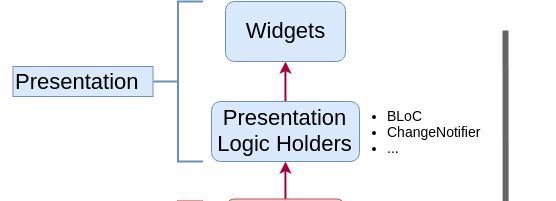 Widgets
Presentation
Presentation
Logic Holders
BLoC
ChangeNotifier
...